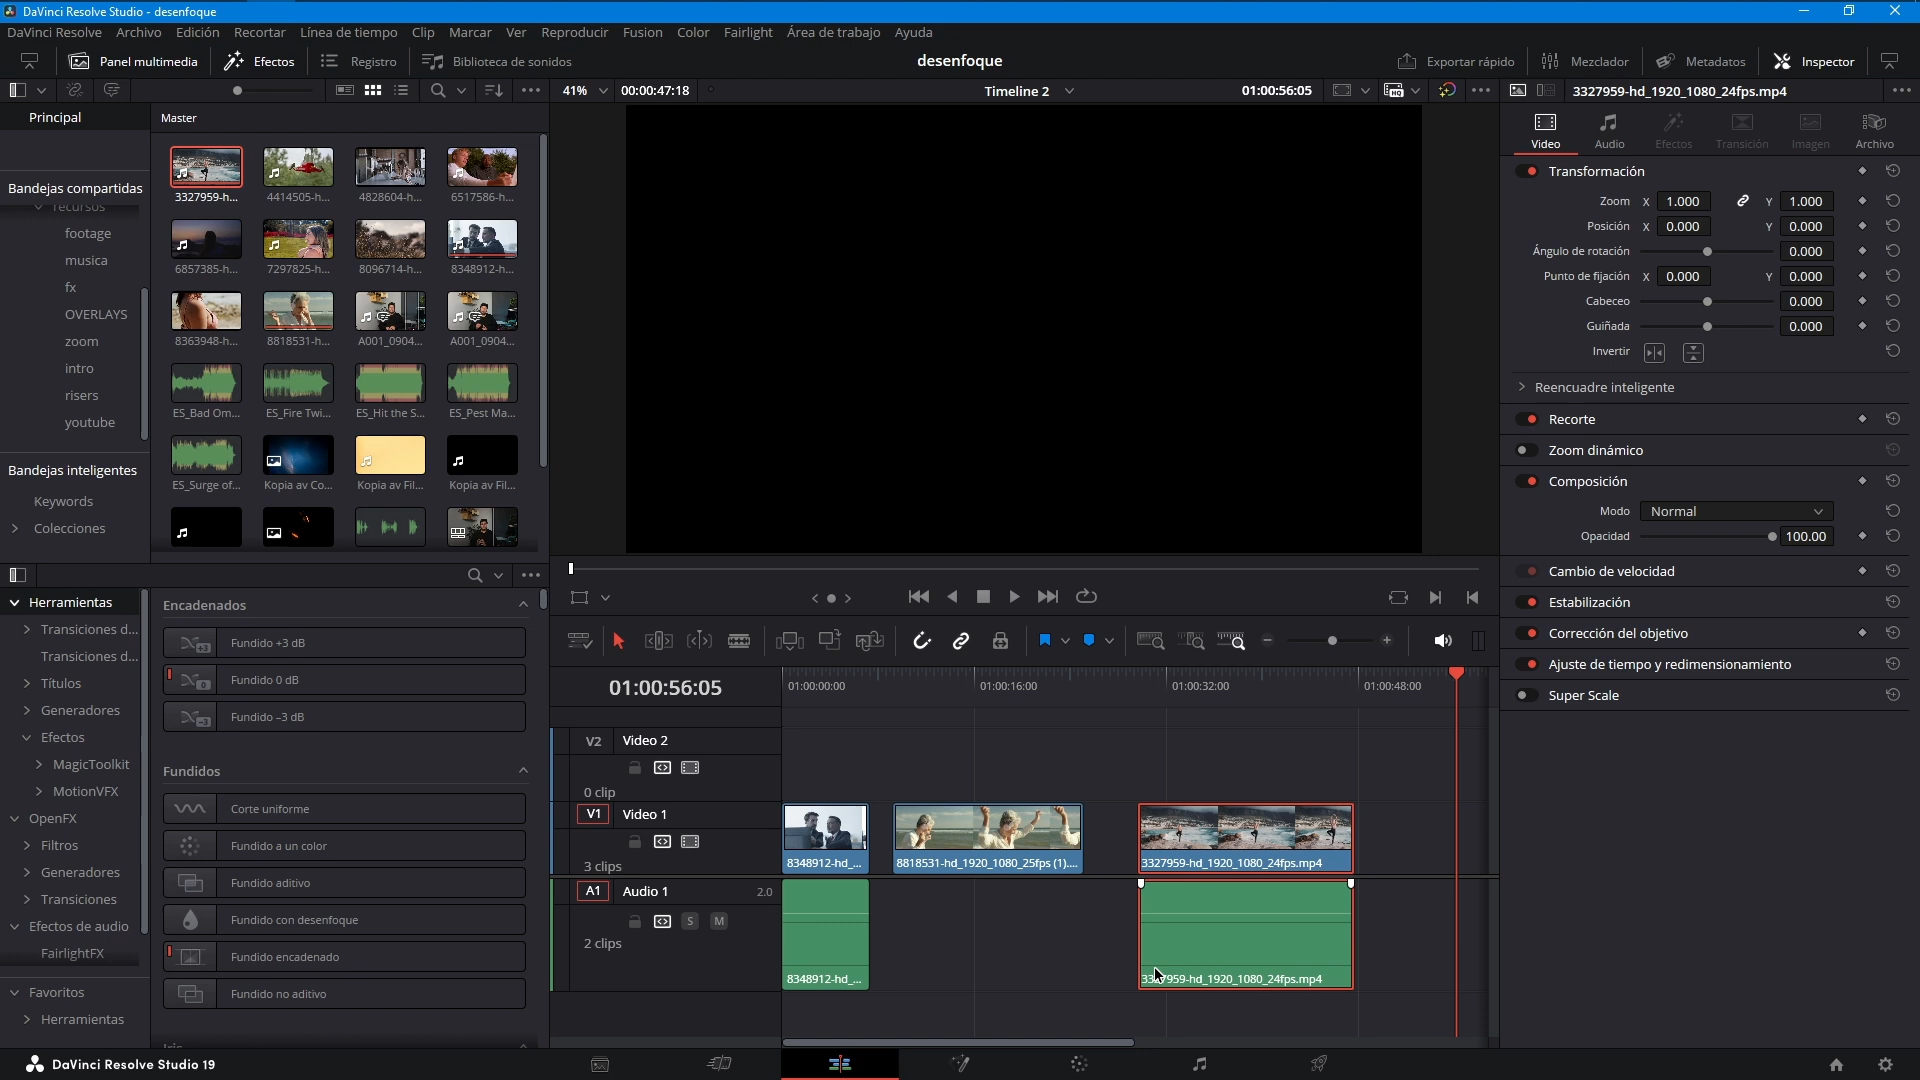 DaVinci Resolve Studio - desenfoque
DaVinci Resolve Archivo Edición Recortar Línea de tiempo Clip Marcar Ver Reproducir Fusion Color Fairlight Área de trabajo Ayuda
Panel multimedia Efectos Registro Biblioteca de sonidos desenfoque Exportar rápido Mezclador Metadatos Inspector
41% 00:00:47:18 Timeline 2 01:00:56:05 3327959-hd_1920_1080_24fps.mp4
Principal
Master
Bandejas compartidas
recursos
footage
musica
fx
OVERLAYS
zoom
intro
risers
youtube
Bandejas inteligentes
Keywords
Colecciones
3327959-h... 4414505-h... 4828604-h... 6517586-h...
6857385-h... 7297825-h... 8096714-h... 8348912-h...
8363948-h... 8818531-h... A001_0904... A001_0904...
ES_Bad Om... ES_Fire Twi... ES_Hit the S... ES_Pest Ma...
ES_Surge of... Kopia av Co... Kopia av Fil... Kopia av Fil...
Herramientas
Transiciones d...
Transiciones d...
Títulos
Generadores
Efectos
MagicToolkit
MotionVFX
OpenFX
Filtros
Generadores
Transiciones
Efectos de audio
FairlightFX
Favoritos
Herramientas
Encadenados
+3 Fundido +3 dB
0 Fundido 0 dB
-3 Fundido –3 dB
Fundidos
Corte uniforme
Fundido a un color
Fundido aditivo
Fundido con desenfoque
Fundido encadenado
Fundido no aditivo
01:00:56:05
01:00:00:00 01:00:16:00 01:00:32:00 01:00:48:00
V2 Video 2
0 clip
V1 Video 1
3 clips
8348912-hd_... 8818531-hd_1920_1080_25fps (1).... 3327959-hd_1920_1080_24fps.mp4
A1 Audio 1 2.0
S M
2 clips
8348912-hd_... 3327959-hd_1920_1080_24fps.mp4
Video Audio Efectos Transición Imagen Archivo
Transformación
Zoom X 1.000 Y 1.000
Posición X 0.000 Y 0.000
Ángulo de rotación 0.000
Punto de fijación X 0.000 Y 0.000
Cabeceo 0.000
Guiñada 0.000
Invertir
Reencuadre inteligente
Recorte
Zoom dinámico
Composición
Modo Normal
Opacidad 100.00
Cambio de velocidad
Estabilización
Corrección del objetivo
Ajuste de tiempo y redimensionamiento
Super Scale
DaVinci Resolve Studio 19